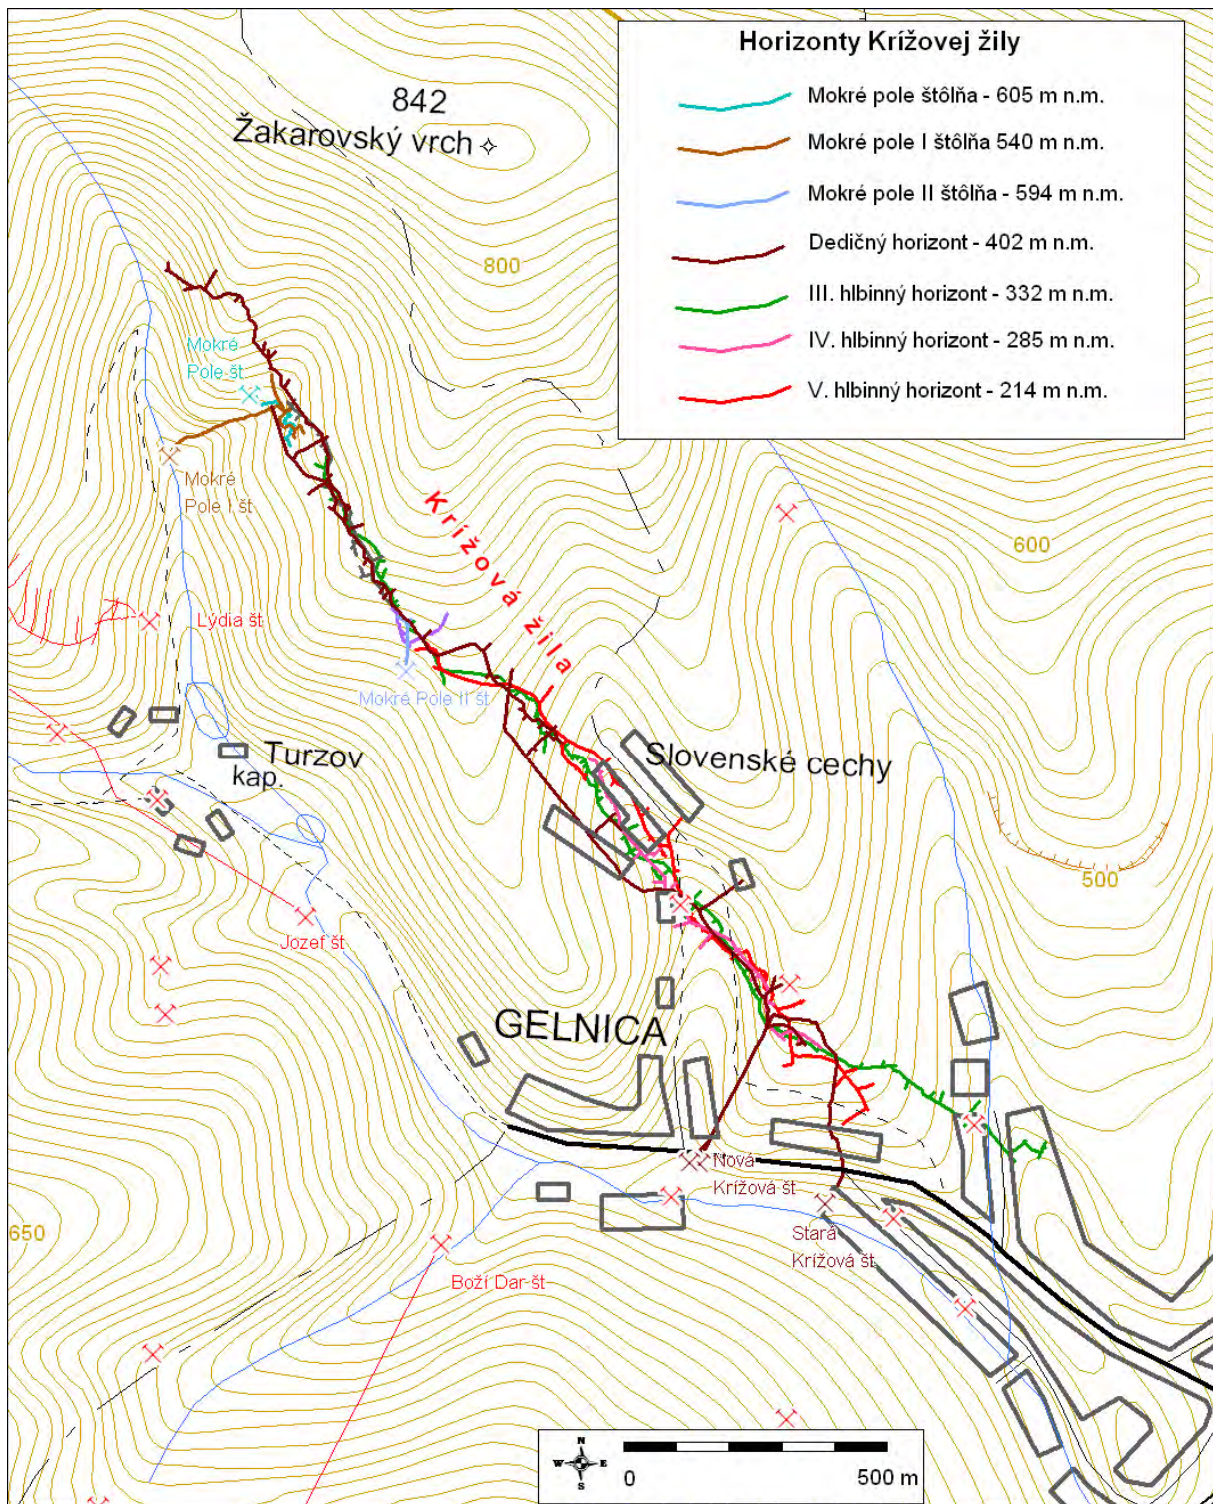 Horizonty Krížovej žily
Mokré pole štôlňa - 605 m n.m.
Mokré pole I štôlňa 540 m n.m.
Mokré pole II štôlňa - 594 m n.m.
Dedičný horizont - 402 m n.m.
III. hlbinný horizont - 332 m n.m.
IV. hlbinný horizont - 285 m n.m.
V. hlbinný horizont - 214 m n.m.
842
Žakarovský vrch
800
Mokré
Pole št
Mokré
Pole I št
Krížová žila
600
Lýdia št
Mokré Pole II št
Turzov
kap.
Slovenské cechy
500
Jozef št
GELNICA
Nová
Krížová št
Stará
Krížová št
650
Boží Dar št
N
W E
S
0 500 m